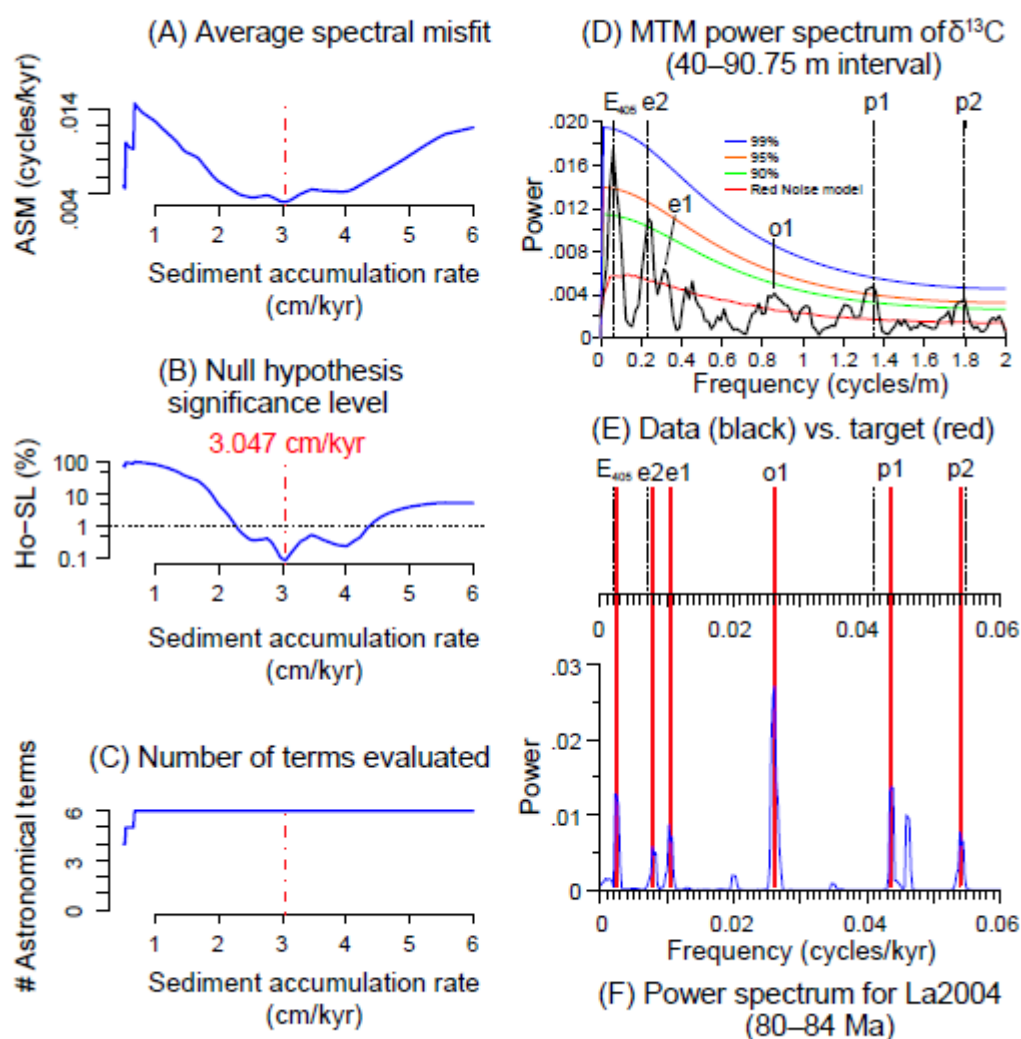 (A) Average spectral misfit
ASM (cycles/kyr)
.014
.004
1 2 3 4 5 6
Sediment accumulation rate
(cm/kyr)
(B) Null hypothesis
significance level
3.047 cm/kyr
Ho–SL (%)
100
10
1
0.1
1 2 3 4 5 6
Sediment accumulation rate
(cm/kyr)
(C) Number of terms evaluated
# Astronomical terms
6
3
0
1 2 3 4 5 6
Sediment accumulation rate
(cm/kyr)
(D) MTM power spectrum of δ¹³C
(40–90.75 m interval)
E₄₀₅ e2 p1 p2
e1
o1
99%
95%
90%
Red Noise model
Power
.020
.016
.012
.008
.004
0
0 0.2 0.4 0.6 0.8 1 1.2 1.4 1.6 1.8 2
Frequency (cycles/m)
(E) Data (black) vs. target (red)
E₄₀₅ e2 e1 o1 p1 p2
0 0.02 0.04 0.06
Power
.03
.02
.01
0
0 0.02 0.04 0.06
Frequency (cycles/kyr)
(F) Power spectrum for La2004
(80–84 Ma)